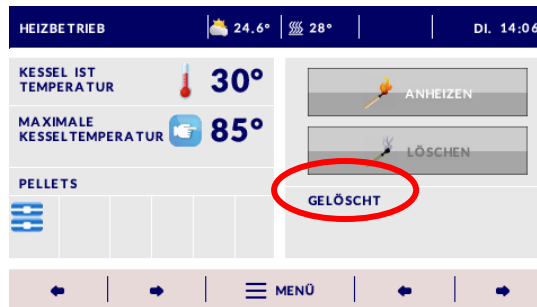 HEIZBETRIEB 24.6° 28° DI. 14:06
KESSEL IST
TEMPERATUR 30°
MAXIMALE
KESSELTEMPERATUR 85°
PELLETS
ANHEIZEN
LÖSCHEN
GELÖSCHT
MENÜ